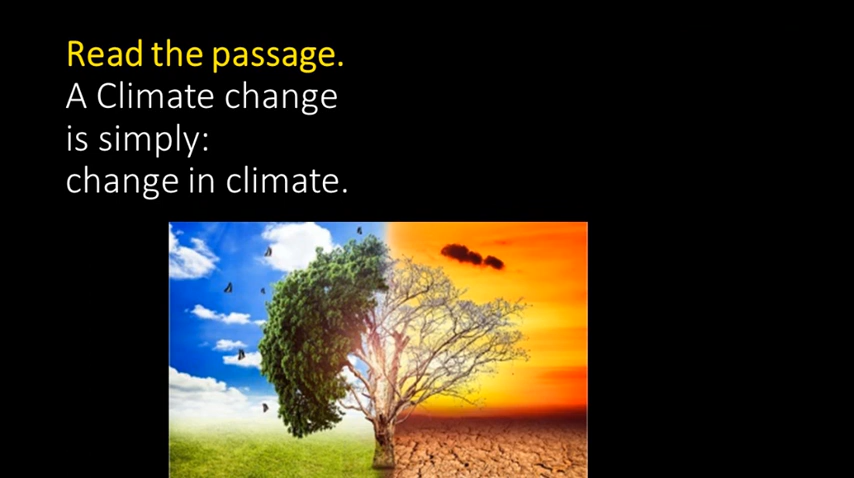 Read the passage.
A Climate change
is simply:
change in climate.